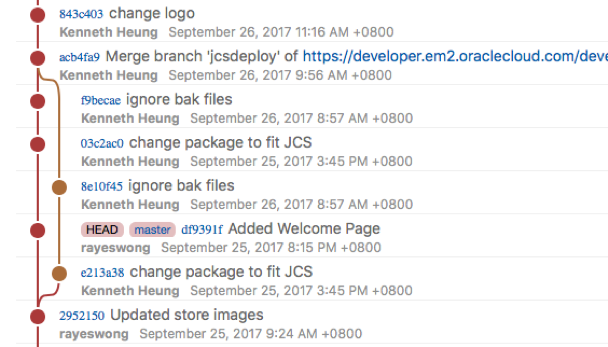 843c403 change logo
Kenneth Heung September 26, 2017 11:16 AM +0800
acb4fa9 Merge branch 'jcsdeploy' of https://developer.em2.oraclecloud.com/deve
Kenneth Heung September 26, 2017 9:56 AM +0800
f9becae ignore bak files
Kenneth Heung September 26, 2017 8:57 AM +0800
03c2ac0 change package to fit JCS
Kenneth Heung September 25, 2017 3:45 PM +0800
8e10f45 ignore bak files
Kenneth Heung September 26, 2017 8:57 AM +0800
HEAD master df9391f Added Welcome Page
rayeswong September 25, 2017 8:15 PM +0800
e213a38 change package to fit JCS
Kenneth Heung September 25, 2017 3:45 PM +0800
2952150 Updated store images
rayeswong September 25, 2017 9:24 AM +0800